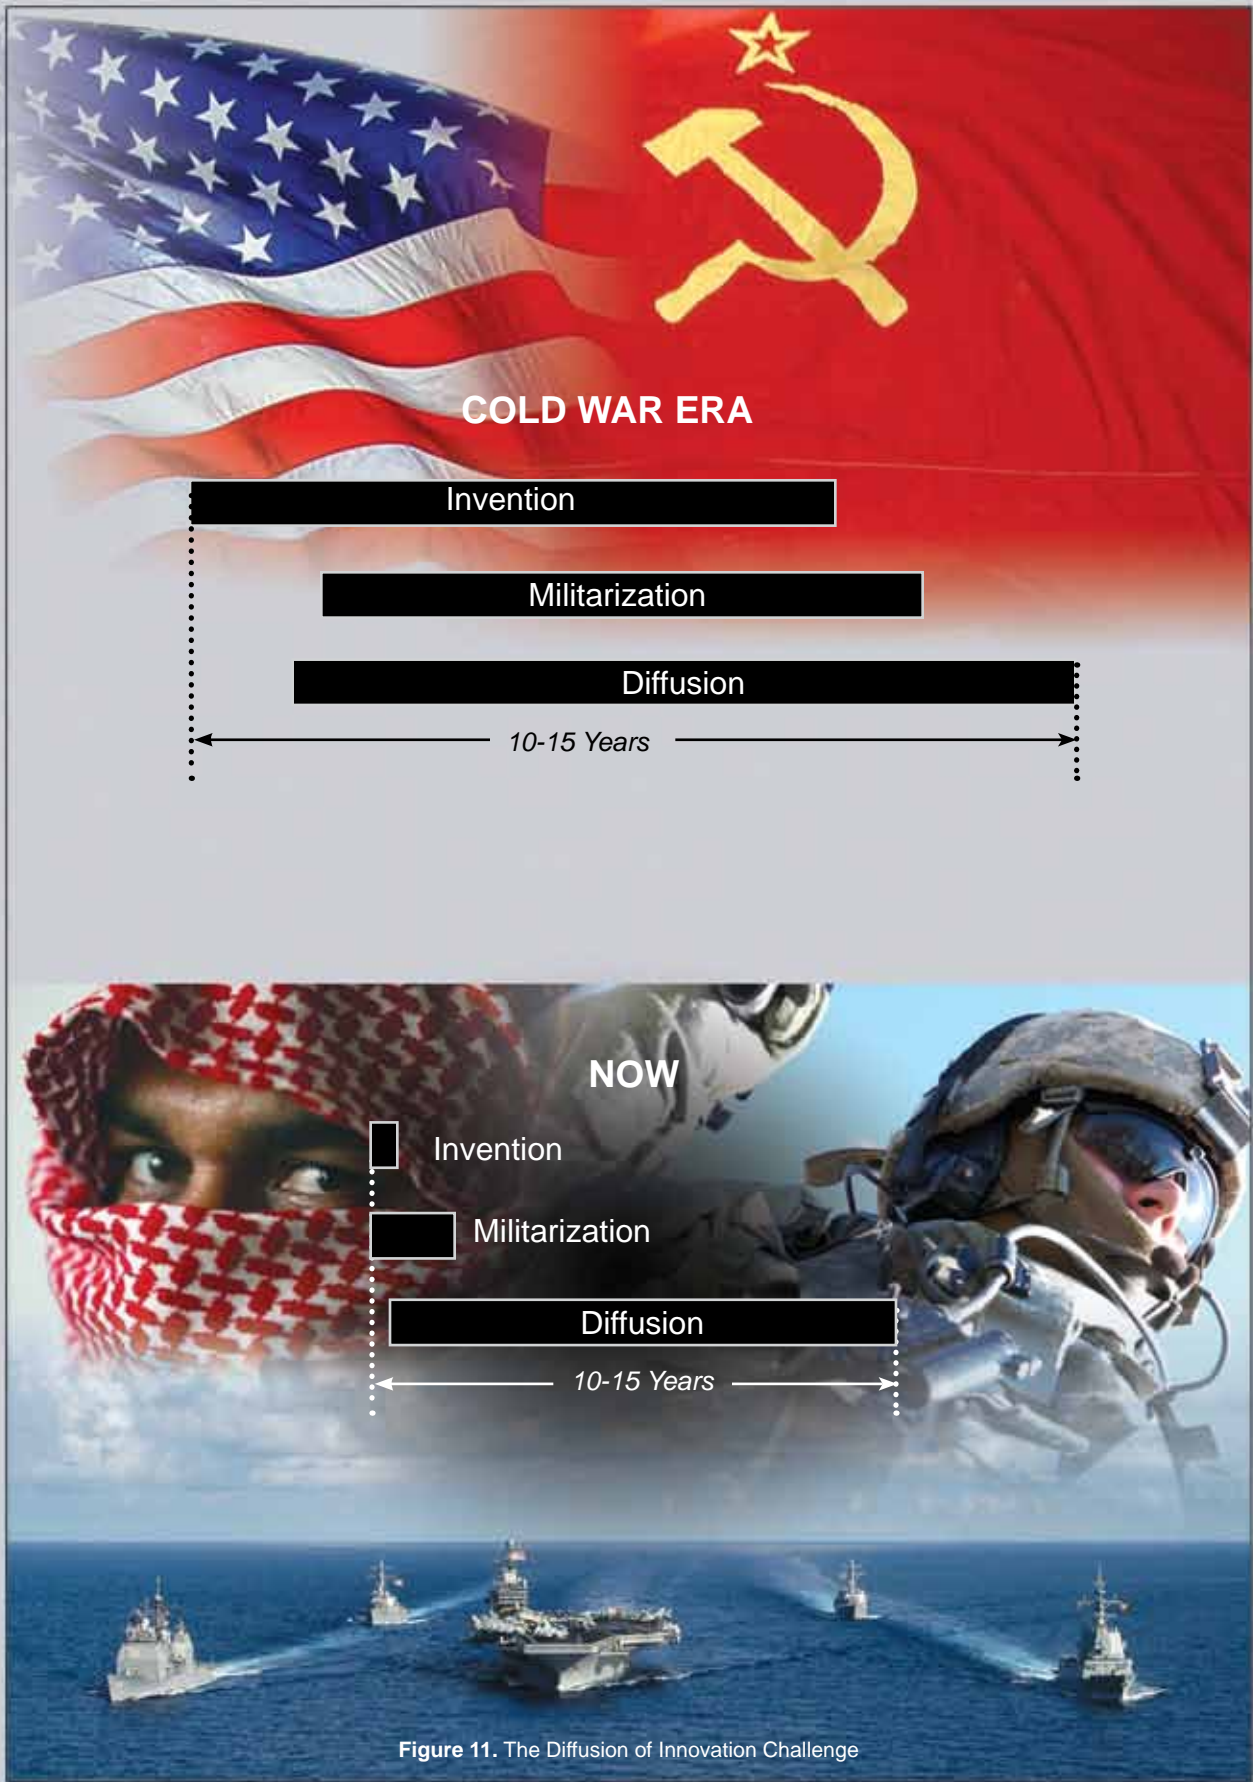 COLD WAR ERA
Invention
Militarization
Diffusion
10-15 Years
NOW
Invention
Militarization
Diffusion
10-15 Years
Figure 11. The Diffusion of Innovation Challenge